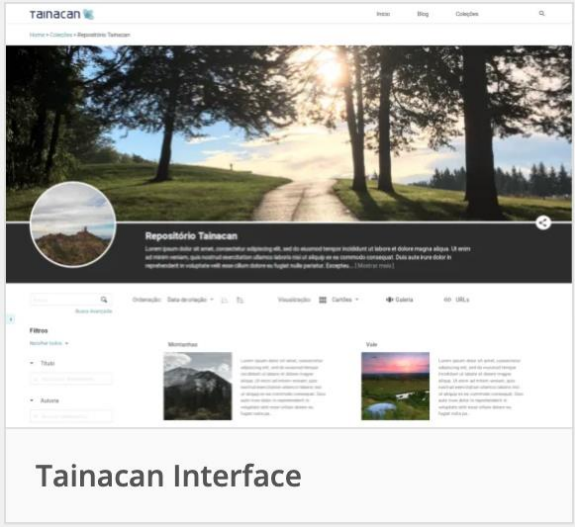 Tainacan
Início Blog Coleções
Home > Coleções > Repositório Tainacan
Repositório Tainacan
Lorem ipsum dolor sit amet, consectetur adipiscing elit, sed do eiusmod tempor incididunt ut labore et dolore magna aliqua. Ut enim
ad minim veniam, quis nostrud exercitation ullamco laboris nisi ut aliquip ex ea commodo consequat. Duis aute irure dolor in
reprehenderit in voluptate velit esse cillum dolore eu fugiat nulla pariatur. Excepteu... [ Mostrar mais ]
Ordenação: Data de criação Visualização: Cartões Galeria URLs
Busca Avançada
Filtros
Recolher todos
Título
Autoria
Montanhas
Vale
Tainacan Interface